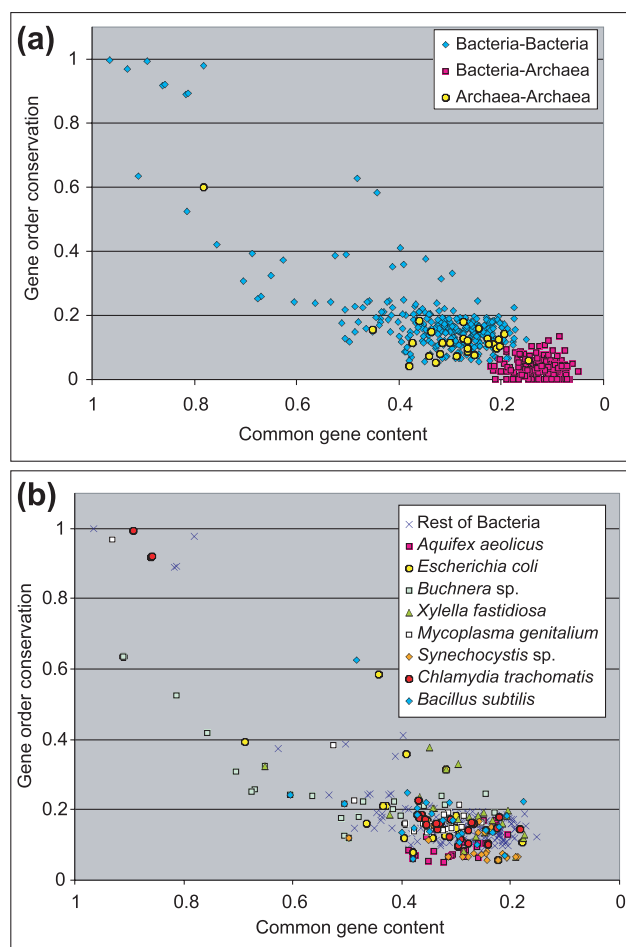 (a)
Bacteria-Bacteria
Bacteria-Archaea
Archaea-Archaea
Gene order conservation
1
0.8
0.6
0.4
0.2
0
1
0.8
0.6
0.4
0.2
0
Common gene content
(b)
Rest of Bacteria
Aquifex aeolicus
Escherichia coli
Buchnera sp.
Xylella fastidiosa
Mycoplasma genitalium
Synechocystis sp.
Chlamydia trachomatis
Bacillus subtilis
Gene order conservation
1
0.8
0.6
0.4
0.2
0
1
0.8
0.6
0.4
0.2
0
Common gene content